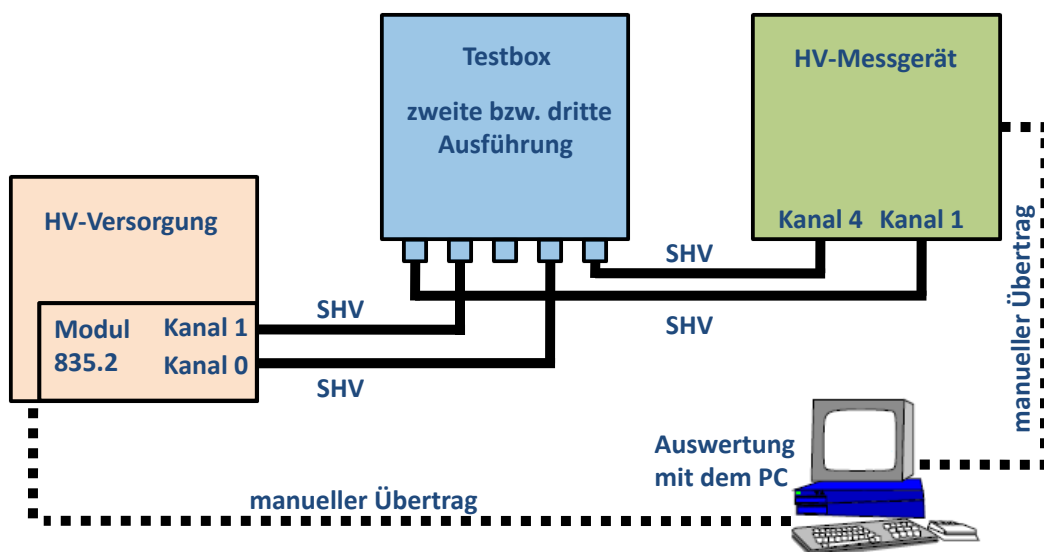 Testbox
zweite bzw. dritte
Ausführung
HV-Messgerät
Kanal 4 Kanal 1
HV-Versorgung
Modul
835.2
Kanal 1
Kanal 0
SHV
SHV
SHV
SHV
manueller Übertrag
Auswertung
mit dem PC
manueller Übertrag